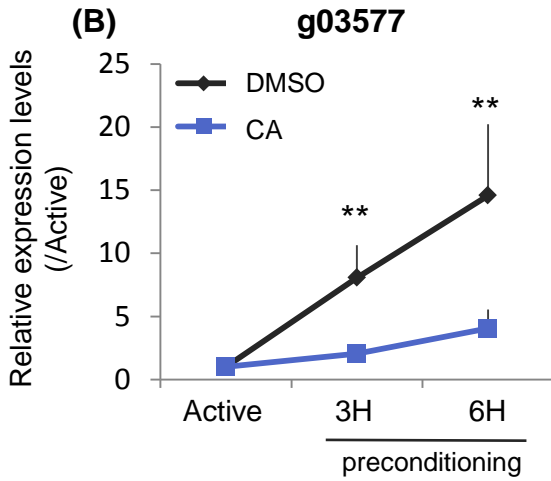 (B) g03577
Relative expression levels
(/Active)
25
20
15
10
5
0
DMSO
CA
**
**
Active 3H 6H
preconditioning